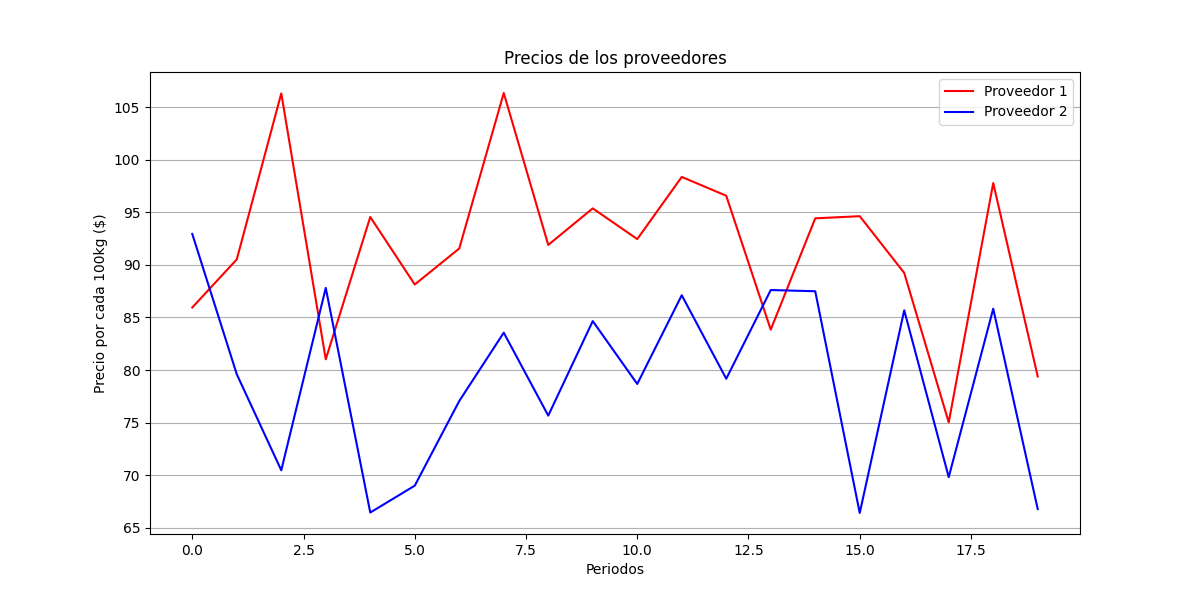 Precios de los proveedores
Proveedor 1
Proveedor 2
Precio por cada 100kg ($)
105
100
95
90
85
80
75
70
65
0.0 2.5 5.0 7.5 10.0 12.5 15.0 17.5
Periodos